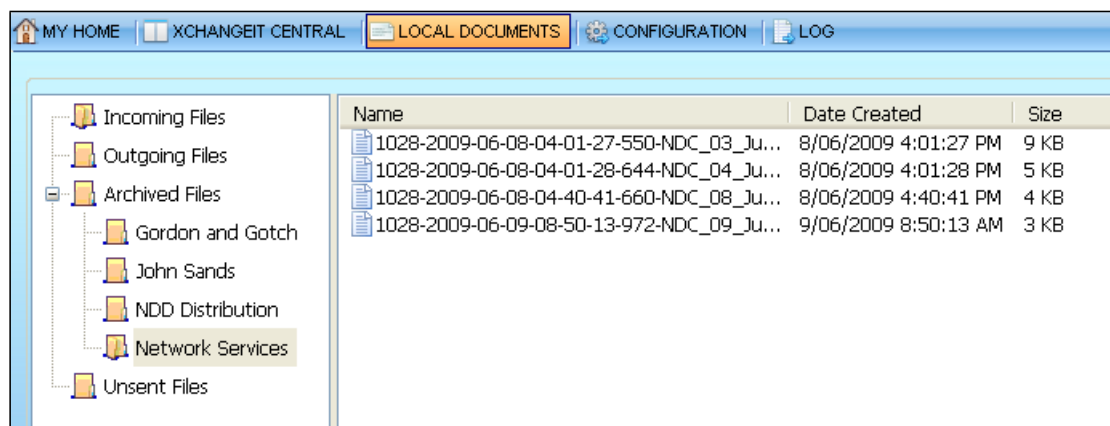 MY HOME XCHANGEIT CENTRAL LOCAL DOCUMENTS CONFIGURATION LOG
Incoming Files
Outgoing Files
Archived Files
Gordon and Gotch
John Sands
NDD Distribution
Network Services
Unsent Files
Name Date Created Size
1028-2009-06-08-04-01-27-550-NDC_03_Ju... 8/06/2009 4:01:27 PM 9 KB
1028-2009-06-08-04-01-28-644-NDC_04_Ju... 8/06/2009 4:01:28 PM 5 KB
1028-2009-06-08-04-40-41-660-NDC_08_Ju... 8/06/2009 4:40:41 PM 4 KB
1028-2009-06-09-08-50-13-972-NDC_09_Ju... 9/06/2009 8:50:13 AM 3 KB